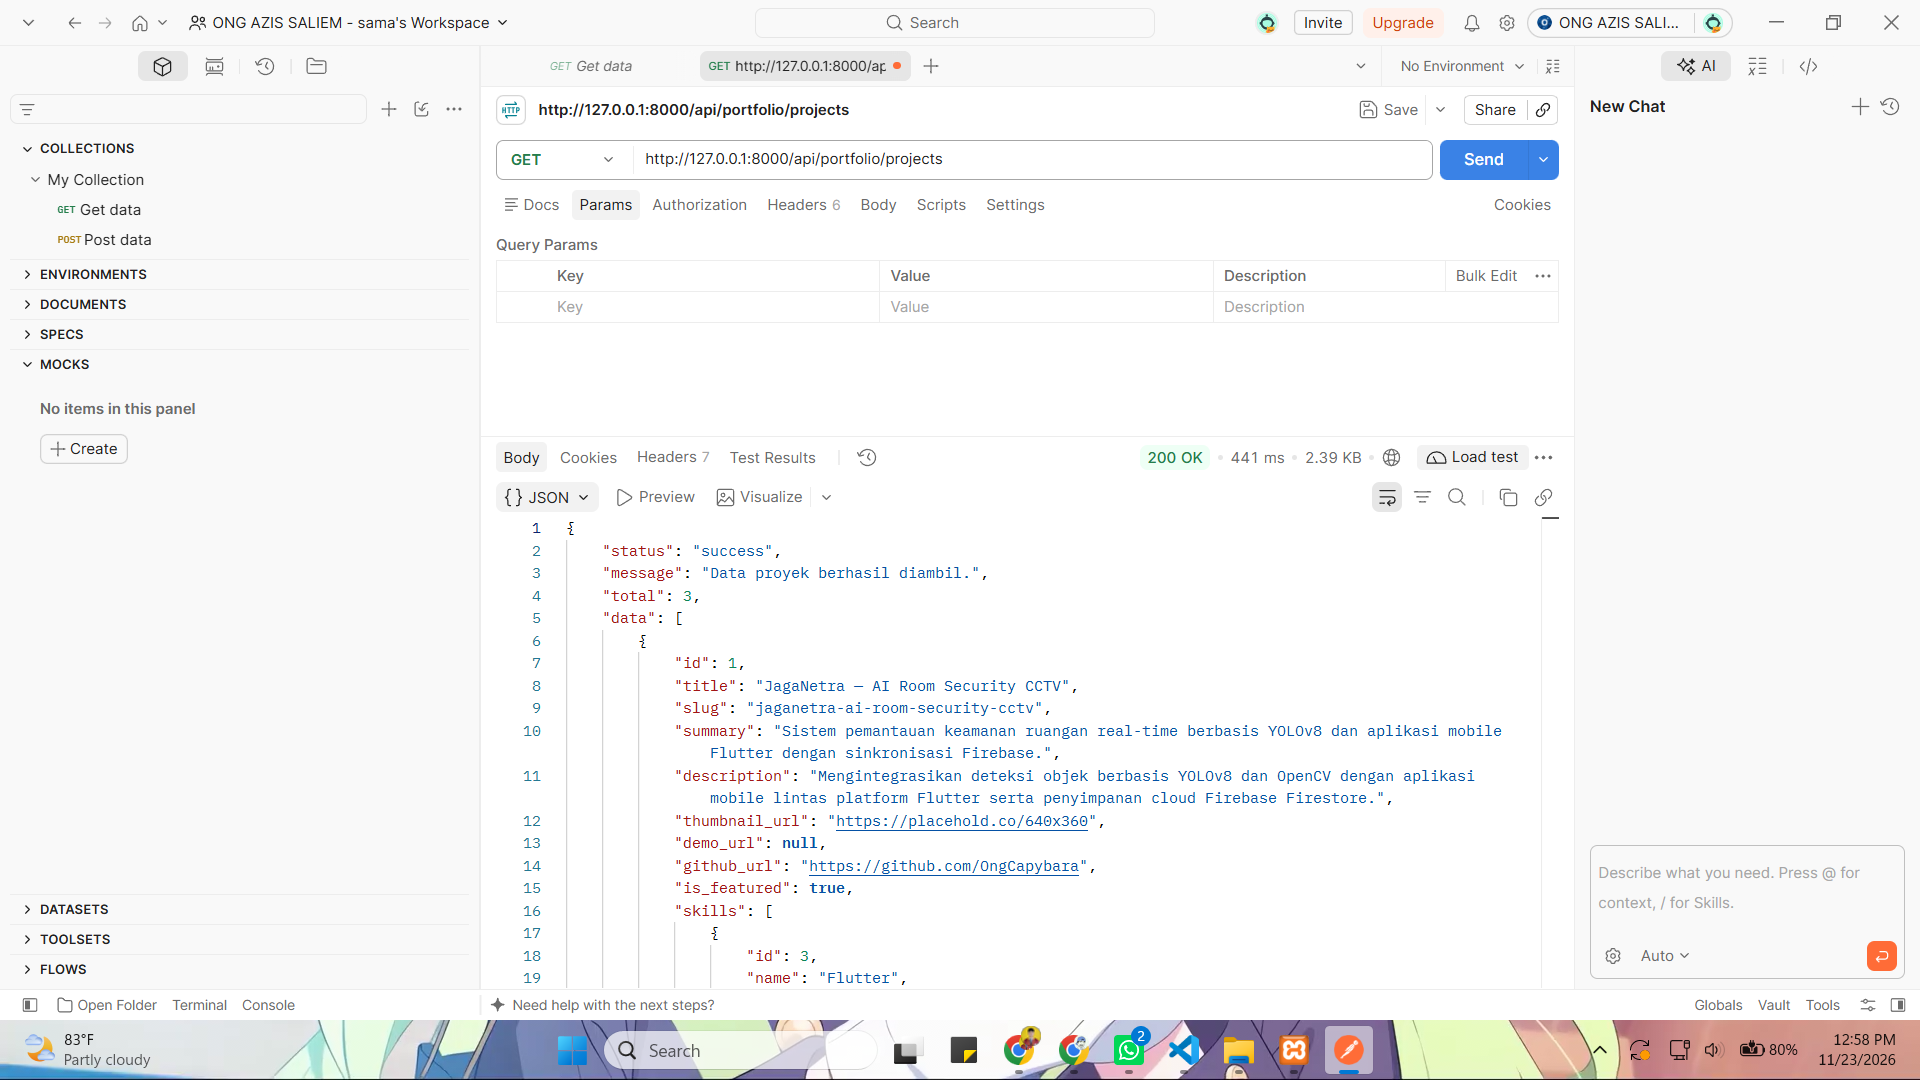 ONG AZIS SALIEM - sama's Workspace
Search
Invite
Upgrade
ONG AZIS SALI...
GET Get data
GET http://127.0.0.1:8000/ap
No Environment
AI
http://127.0.0.1:8000/api/portfolio/projects
Save
Share
New Chat
COLLECTIONS
My Collection
GET Get data
POST Post data
ENVIRONMENTS
DOCUMENTS
SPECS
MOCKS
No items in this panel
Create
DATASETS
TOOLSETS
FLOWS
HTTP
GET
http://127.0.0.1:8000/api/portfolio/projects
Send
Docs
Params
Authorization
Headers 6
Body
Scripts
Settings
Cookies
Query Params
Key Value Description Bulk Edit
Key Value Description
Body
Cookies
Headers 7
Test Results
200 OK
441 ms
2.39 KB
Load test
{} JSON
Preview
Visualize
1 {
2 "status": "success",
3 "message": "Data proyek berhasil diambil.",
4 "total": 3,
5 "data": [
6 {
7 "id": 1,
8 "title": "JagaNetra — AI Room Security CCTV",
9 "slug": "jaganetra-ai-room-security-cctv",
10 "summary": "Sistem pemantauan keamanan ruangan real-time berbasis YOLOv8 dan aplikasi mobile
Flutter dengan sinkronisasi Firebase.",
11 "description": "Mengintegrasikan deteksi objek berbasis YOLOv8 dan OpenCV dengan aplikasi
mobile lintas platform Flutter serta penyimpanan cloud Firebase Firestore.",
12 "thumbnail_url": "https://placehold.co/640x360",
13 "demo_url": null,
14 "github_url": "https://github.com/OngCapybara",
15 "is_featured": true,
16 "skills": [
17 {
18 "id": 3,
19 "name": "Flutter",
Describe what you need. Press @ for
context, / for Skills.
Auto
Open Folder
Terminal
Console
Need help with the next steps?
Globals
Vault
Tools
83°F
Partly cloudy
Search
2
80%
12:58 PM
11/23/2026